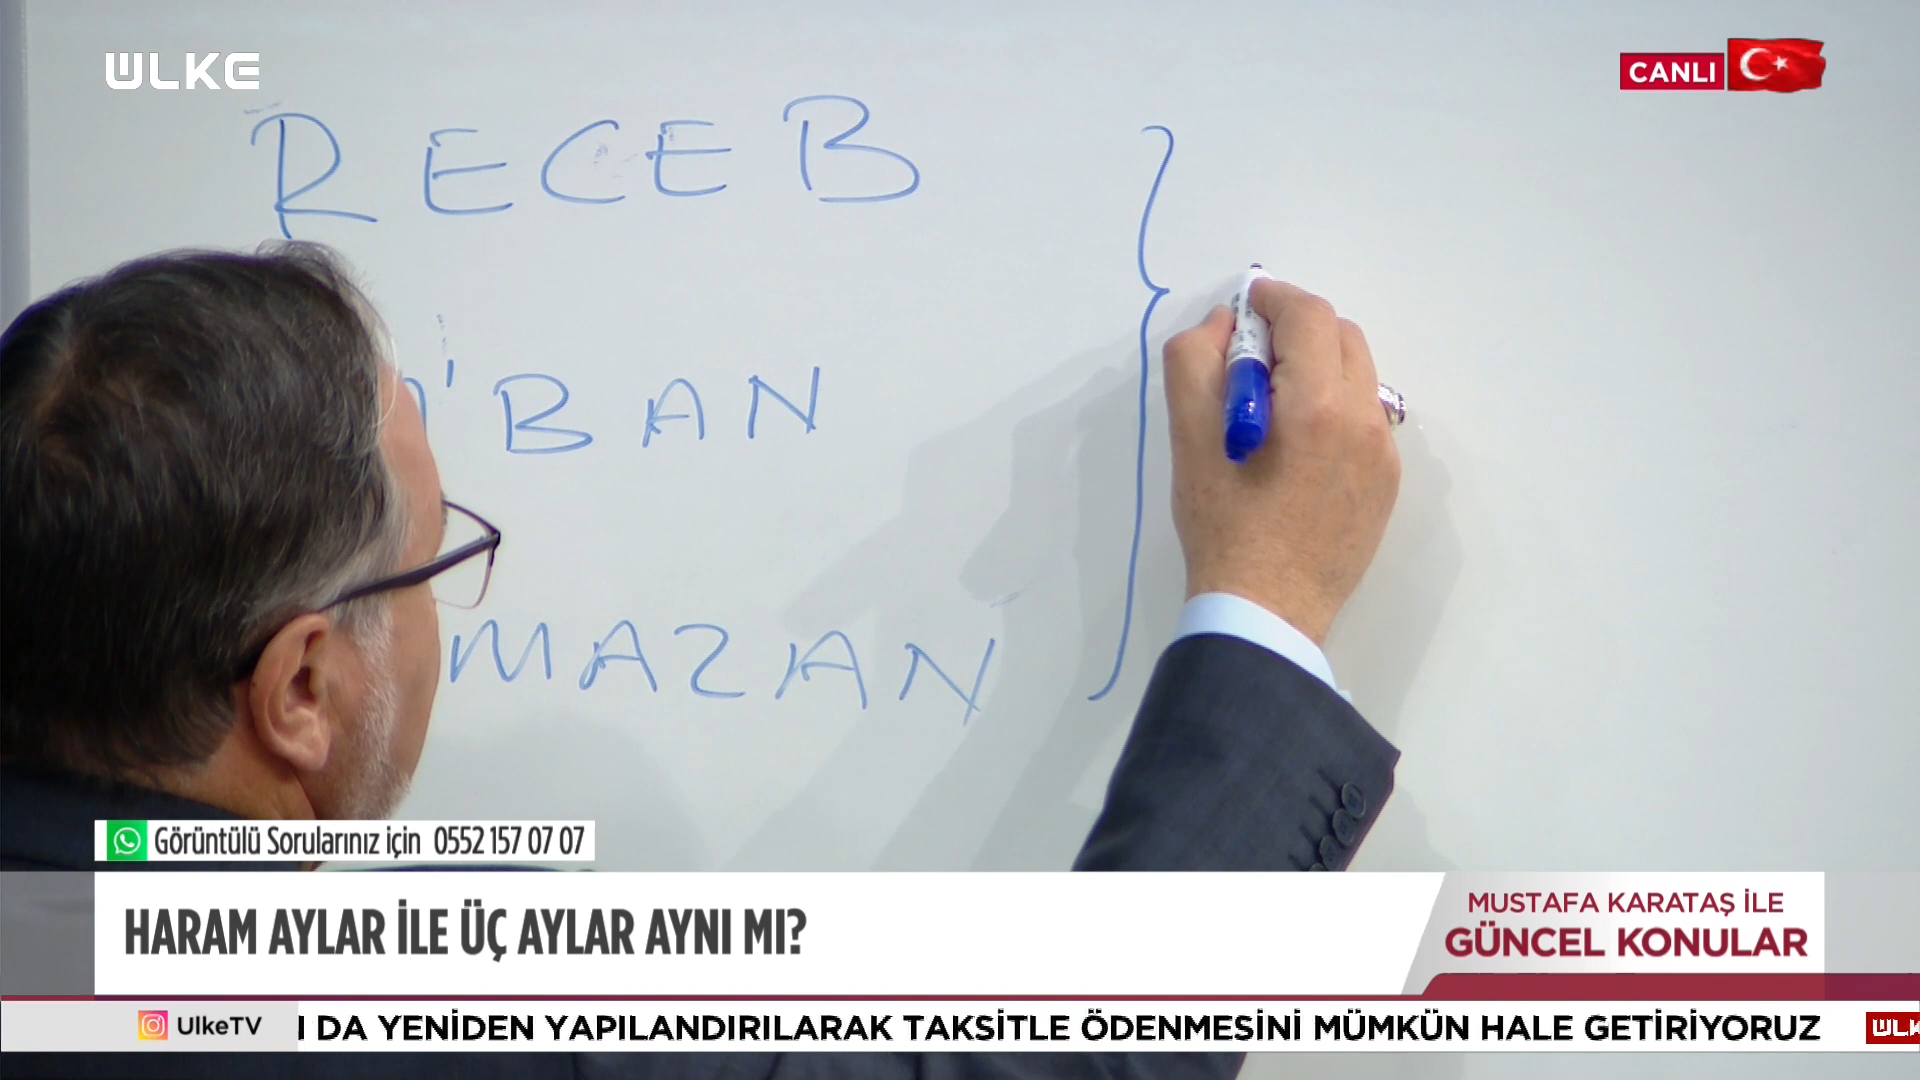 ULKE
CANLI
RECEB
'BAN
MAZAN
Görüntülü Sorularınız için 0552 157 07 07
HARAM AYLAR İLE ÜÇ AYLAR AYNI MI?
MUSTAFA KARATAŞ İLE
GÜNCEL KONULAR
UlkeTV
DA YENİDEN YAPILANDIRILARAK TAKSİTLE ÖDENMESİNİ MÜMKÜN HALE GETİRİYORUZ